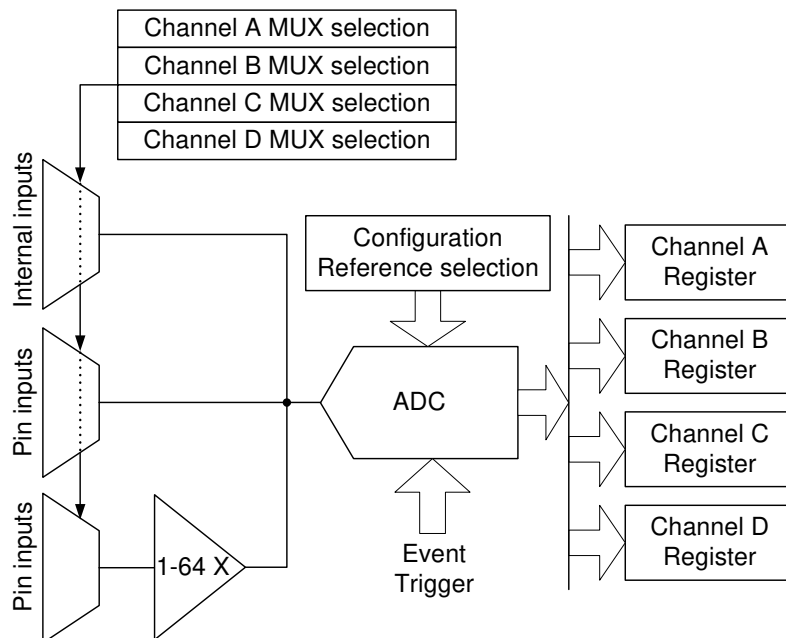 Channel A MUX selection
Channel B MUX selection
Channel C MUX selection
Channel D MUX selection
Internal inputs
Pin inputs
Pin inputs
1-64 X
Configuration
Reference selection
ADC
Event
Trigger
Channel A
Register
Channel B
Register
Channel C
Register
Channel D
Register